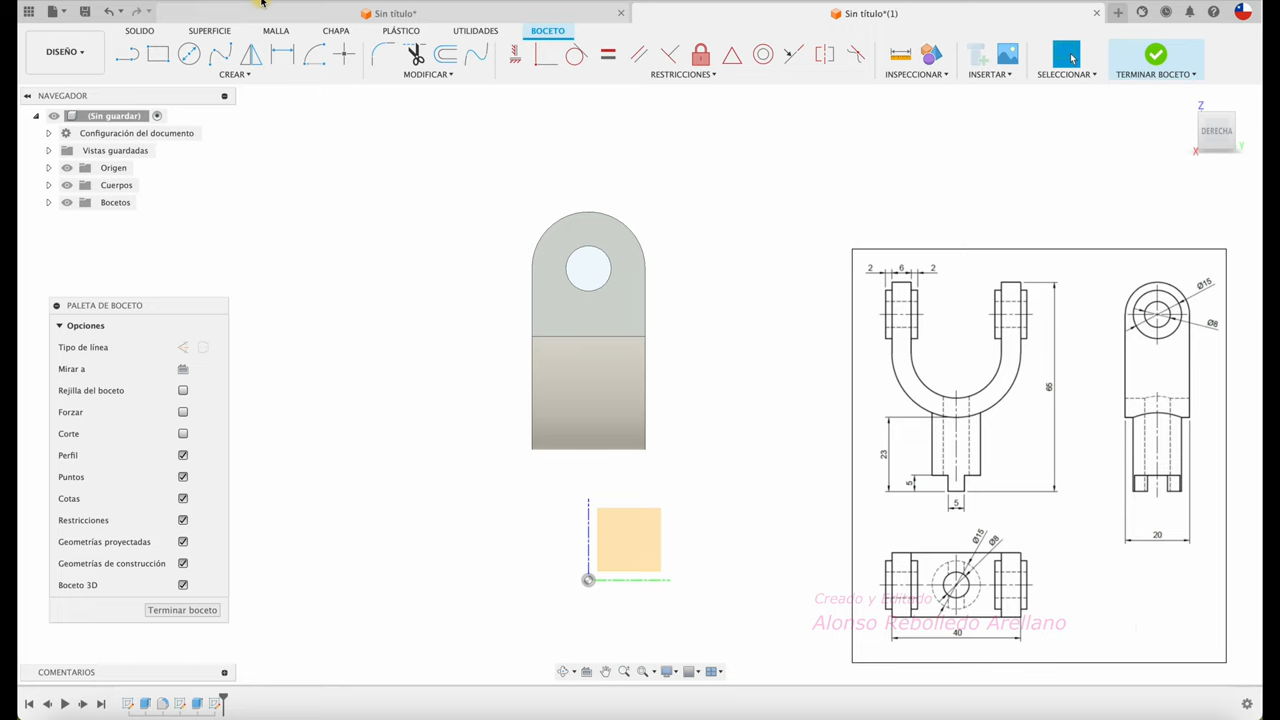 Sin título*
Sin título*(1)
SÓLIDO SUPERFICIE MALLA CHAPA PLÁSTICO UTILIDADES BOCETO
DISEÑO
CREAR MODIFICAR RESTRICCIONES INSPECCIONAR INSERTAR SELECCIONAR TERMINAR BOCETO
NAVEGADOR
(Sin guardar)
Configuración del documento
Vistas guardadas
Origen
Cuerpos
Bocetos
Z
DERECHA
X
Y
PALETA DE BOCETO
Opciones
Tipo de línea
Mirar a
Rejilla del boceto
Forzar
Corte
Perfil
Puntos
Cotas
Restricciones
Geometrías proyectadas
Geometrías de construcción
Boceto 3D
Terminar boceto
2 6 2
Ø15
Ø8
65
23
5
5
20
Ø15
Ø8
40
Creado y Editado
Alonso Rebolledo Arellano
COMENTARIOS